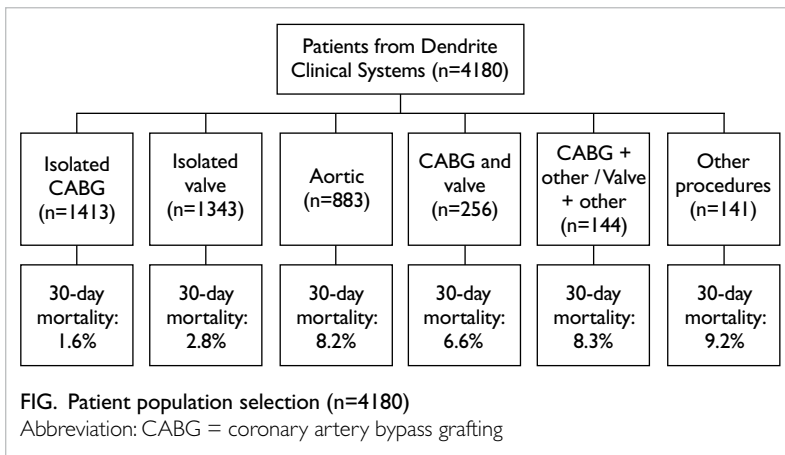 Patients from Dendrite
Clinical Systems (n=4180)
Isolated
CABG
(n=1413)
Isolated
valve
(n=1343)
Aortic
(n=883)
CABG and
valve
(n=256)
CABG +
other / Valve
+ other
(n=144)
Other
procedures
(n=141)
30-day
mortality:
1.6%
30-day
mortality:
2.8%
30-day
mortality:
8.2%
30-day
mortality:
6.6%
30-day
mortality:
8.3%
30-day
mortality:
9.2%
FIG. Patient population selection (n=4180)
Abbreviation: CABG = coronary artery bypass grafting